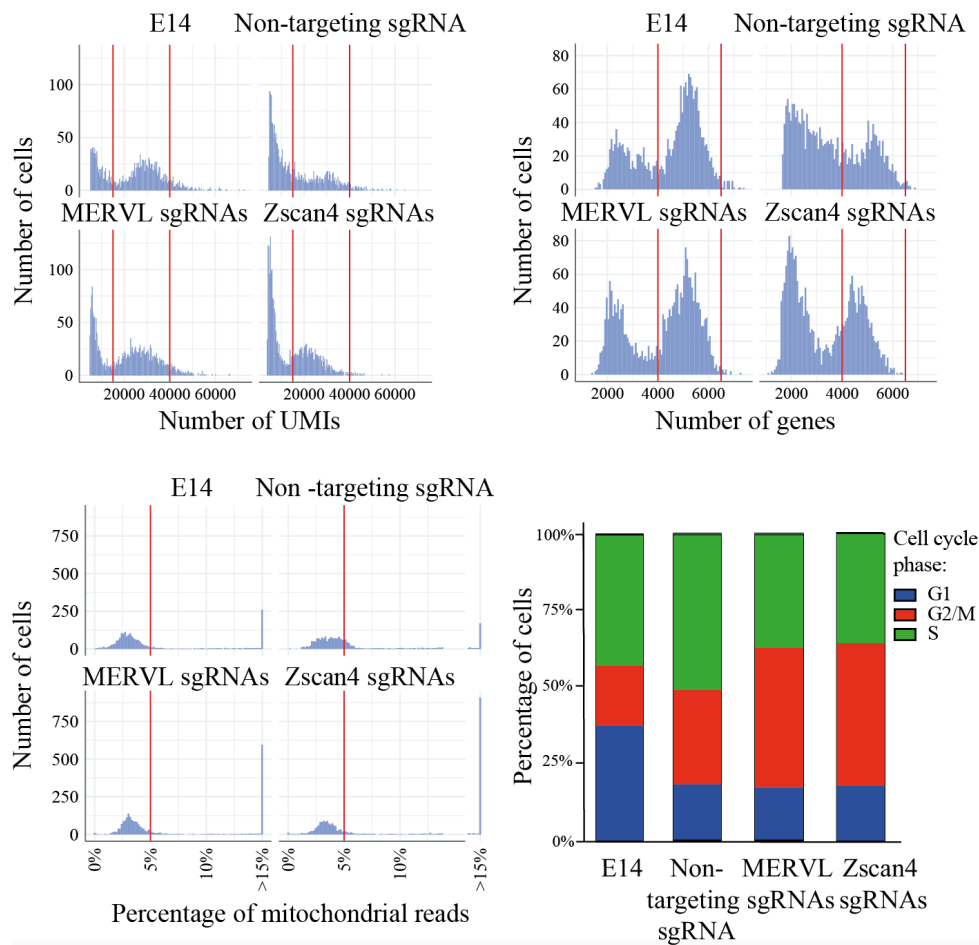 E14 Non-targeting sgRNA
100
50
0
MERVL sgRNAs Zscan4 sgRNAs
100
50
0
20000 40000 60000 20000 40000 60000
Number of cells
Number of UMIs
E14 Non-targeting sgRNA
80
60
40
20
0
MERVL sgRNAs Zscan4 sgRNAs
80
60
40
20
0
2000 4000 6000 2000 4000 6000
Number of cells
Number of genes
E14 Non -targeting sgRNA
750
500
250
0
MERVL sgRNAs Zscan4 sgRNAs
750
500
250
0
0% 5% 10% >15% 0% 5% 10% >15%
Number of cells
Percentage of mitochondrial reads
100%
75%
50%
25%
0%
Percentage of cells
Cell cycle
phase:
G1
G2/M
S
E14 Non- MERVL Zscan4
targeting sgRNAs sgRNAs
sgRNA